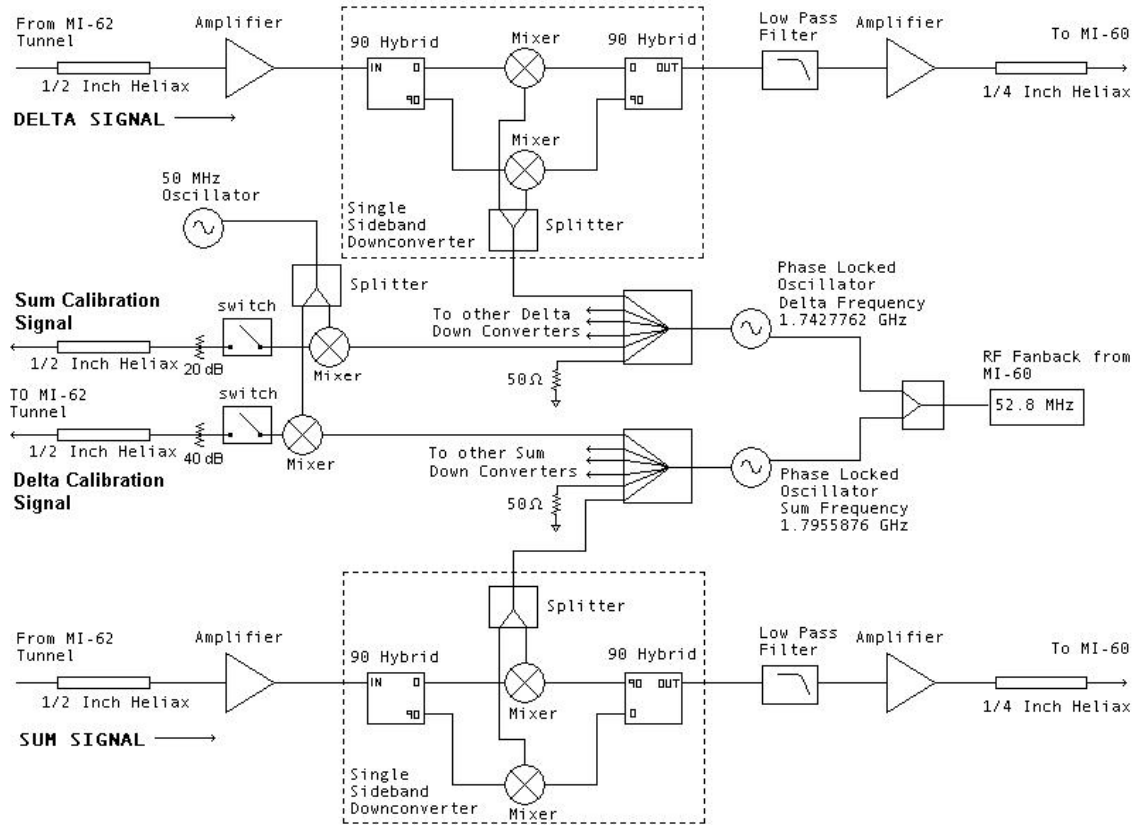 From MI-62
Tunnel
1/2 Inch Heliax
DELTA SIGNAL
Amplifier
90 Hybrid
IN 0
90
Mixer
Mixer
90 Hybrid
0 OUT
90
Single
Sideband
Downconverter
Splitter
Low Pass
Filter
Amplifier
To MI-60
1/4 Inch Heliax
50 MHz
Oscillator
Splitter
Sum Calibration
Signal
switch
1/2 Inch Heliax
20 dB
Mixer
To other Delta
Down Converters
50Ω
Phase Locked
Oscillator
Delta Frequency
1.7427762 GHz
RF Fanback from
MI-60
52.8 MHz
TO MI-62
Tunnel
switch
1/2 Inch Heliax
40 dB
Mixer
Delta Calibration
Signal
To other Sum
Down Converters
50Ω
Phase Locked
Oscillator
Sum Frequency
1.7955876 GHz
From MI-62
Tunnel
1/2 Inch Heliax
SUM SIGNAL
Amplifier
90 Hybrid
IN 0
90
Splitter
Mixer
Mixer
90 Hybrid
90 OUT
0
Single
Sideband
Downconverter
Low Pass
Filter
Amplifier
To MI-60
1/4 Inch Heliax